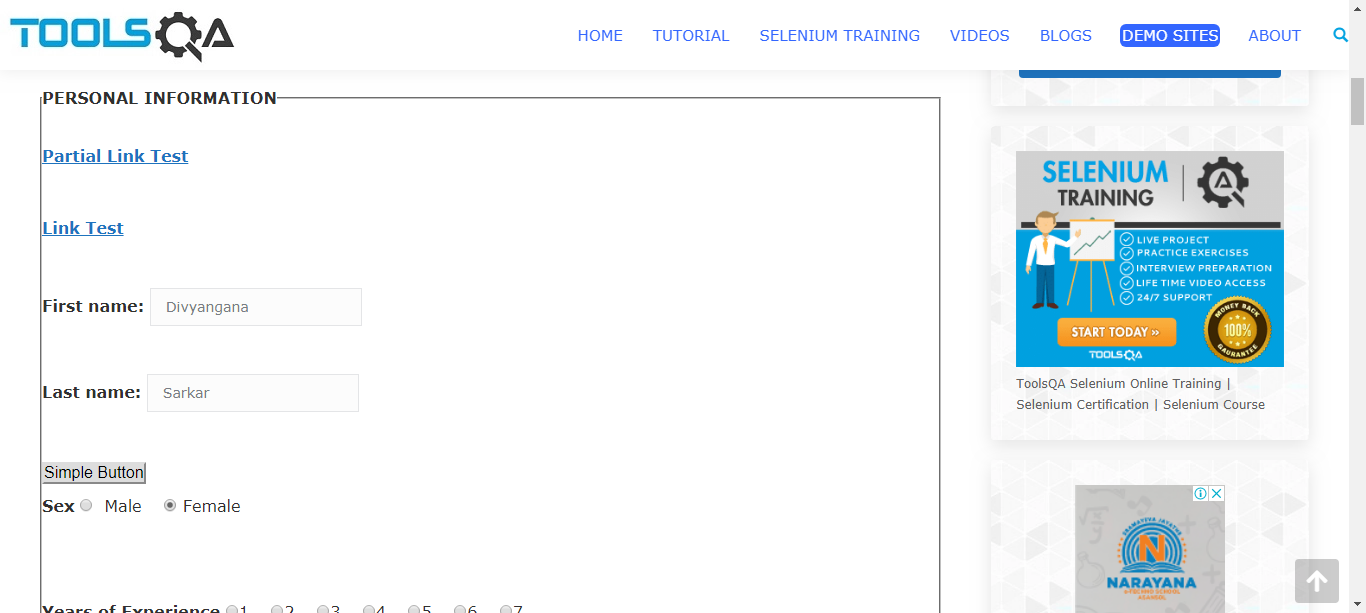 TOOLSQA
HOME TUTORIAL SELENIUM TRAINING VIDEOS BLOGS DEMO SITES ABOUT
PERSONAL INFORMATION
Partial Link Test
Link Test
First name: Divyangana
Last name: Sarkar
Simple Button
Sex Male Female
Years of Experience 1 2 3 4 5 6 7
SELENIUM
TRAINING
LIVE PROJECT
PRACTICE EXERCISES
INTERVIEW PREPARATION
LIFE TIME VIDEO ACCESS
24/7 SUPPORT
START TODAY »
TOOLSQA
MONEY BACK
100%
GAURANTEE
ToolsQA Selenium Online Training |
Selenium Certification | Selenium Course
N
NARAYANA
e-TECHNO SCHOOL
ASANSOL